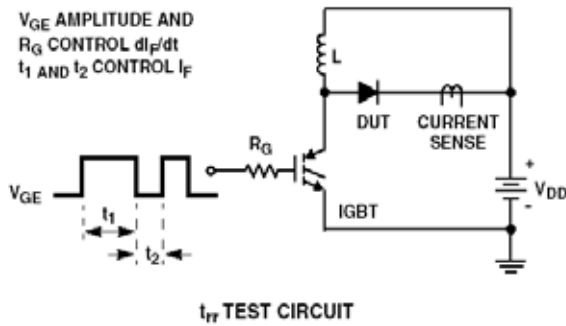 VGE AMPLITUDE AND
RG CONTROL dIF/dt
t1 AND t2 CONTROL IF
L
DUT
CURRENT
SENSE
RG
+
VDD
-
IGBT
VGE
t1
t2
trr TEST CIRCUIT